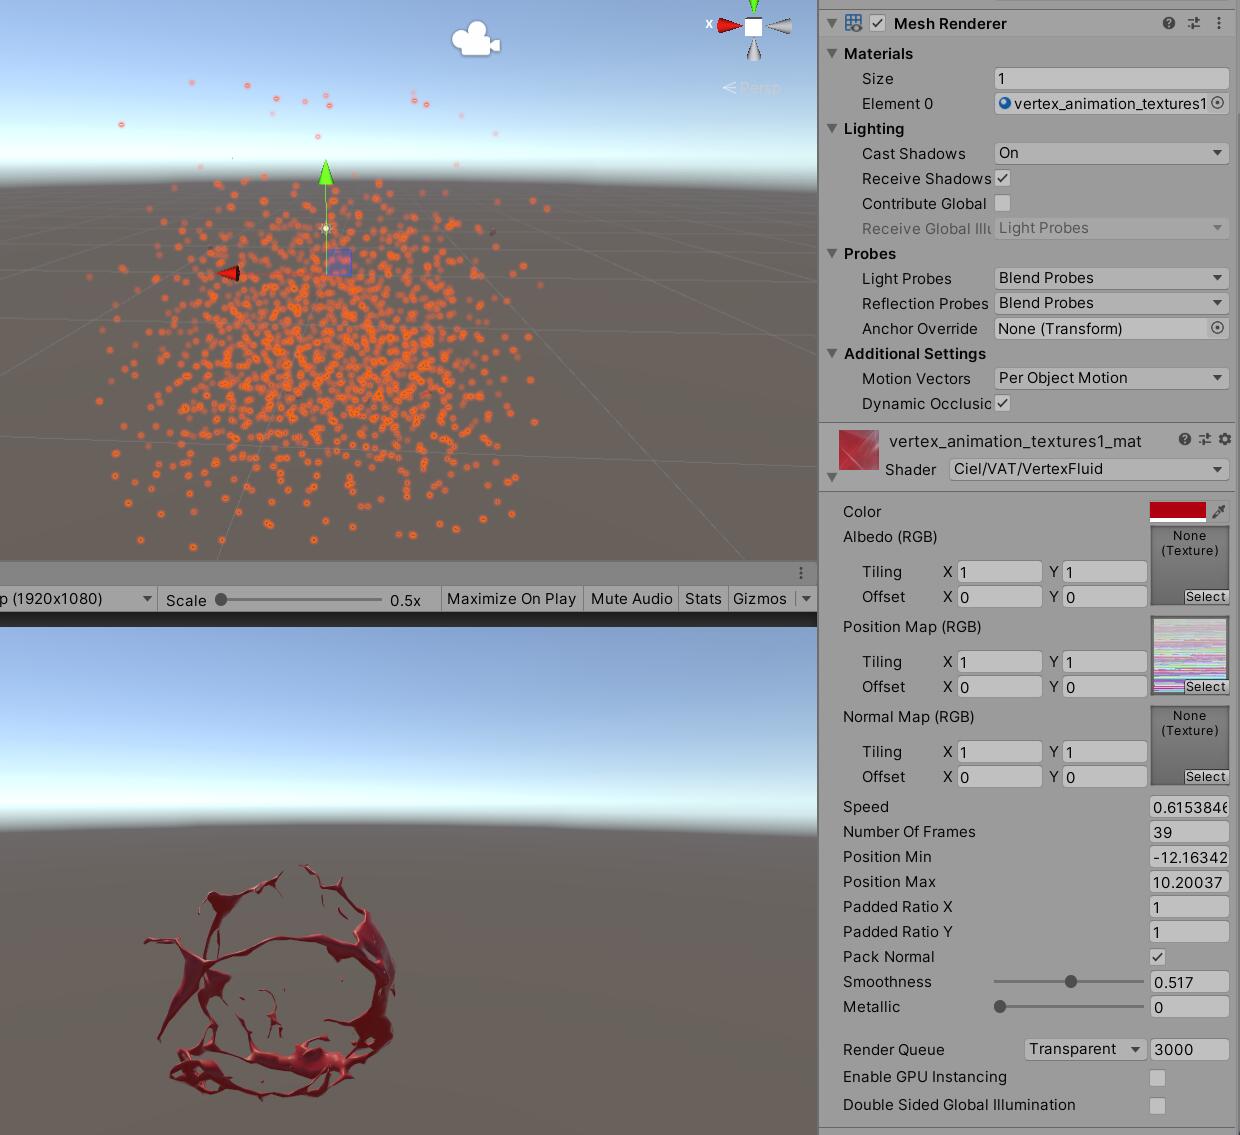 X
Persp
p (1920x1080)
Scale
0.5x
Maximize On Play
Mute Audio
Stats
Gizmos
Mesh Renderer
Materials
Size 1
Element 0 vertex_animation_textures1
Lighting
Cast Shadows On
Receive Shadows
Contribute Global
Receive Global Illu Light Probes
Probes
Light Probes Blend Probes
Reflection Probes Blend Probes
Anchor Override None (Transform)
Additional Settings
Motion Vectors Per Object Motion
Dynamic Occlusic
vertex_animation_textures1_mat
Shader Ciel/VAT/VertexFluid
Color
Albedo (RGB)
None
(Texture)
Tiling X 1 Y 1
Offset X 0 Y 0
Select
Position Map (RGB)
Tiling X 1 Y 1
Offset X 0 Y 0
Select
Normal Map (RGB)
None
(Texture)
Tiling X 1 Y 1
Offset X 0 Y 0
Select
Speed 0.6153846
Number Of Frames 39
Position Min -12.16342
Position Max 10.20037
Padded Ratio X 1
Padded Ratio Y 1
Pack Normal
Smoothness 0.517
Metallic 0
Render Queue Transparent 3000
Enable GPU Instancing
Double Sided Global Illumination